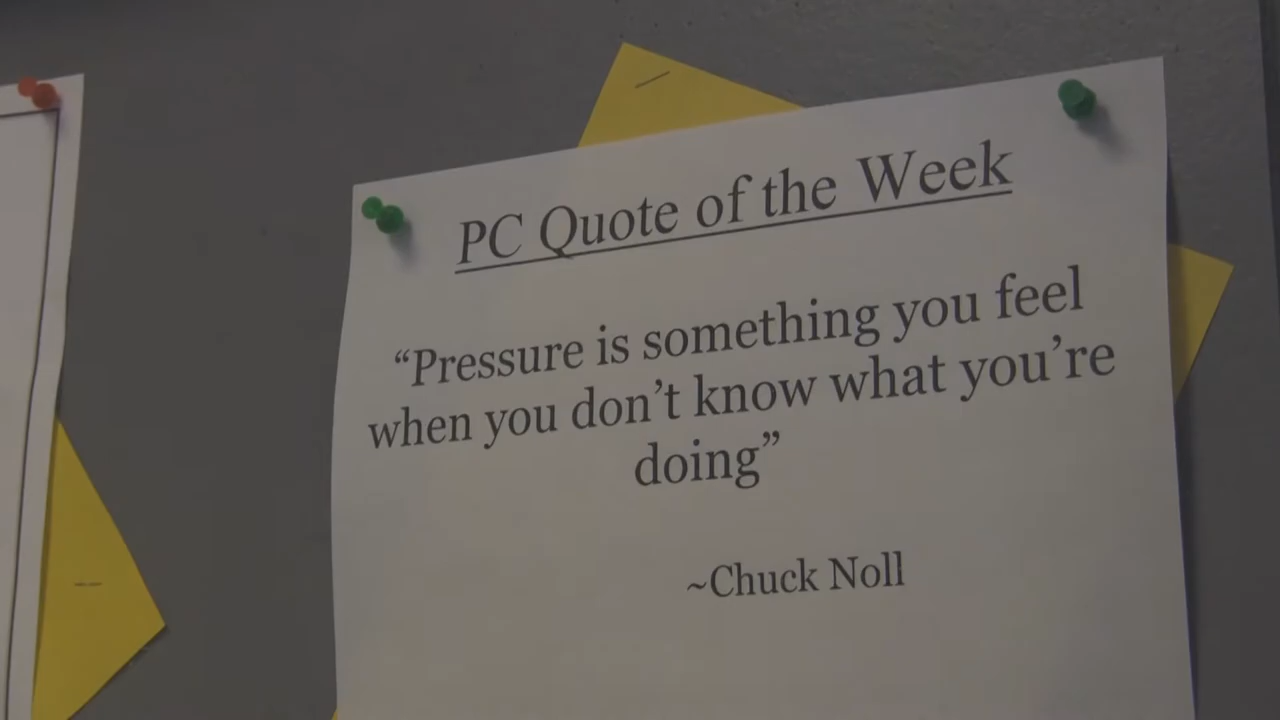 PC Quote of the Week
“Pressure is something you feel
when you don’t know what you’re
doing”
~Chuck Noll